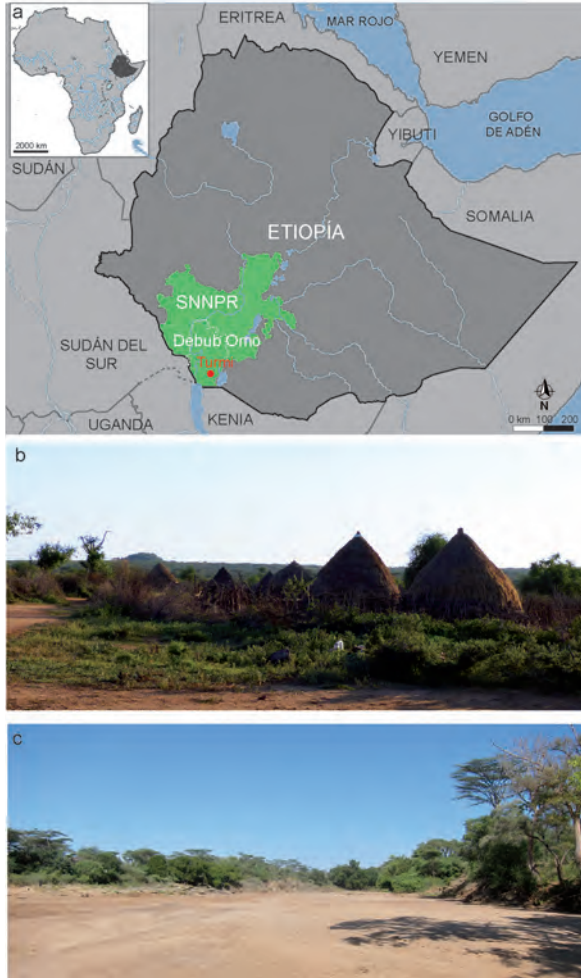 a
ERITREA
MAR ROJO
YEMEN
2000 km
SUDÁN
YIBUTI
GOLFO
DE ADÉN
SOMALIA
ETIOPÍA
SNNPR
Debub Omo
Turmi
SUDÁN DEL
SUR
UGANDA
KENIA
N
0 km 100 200
b
c